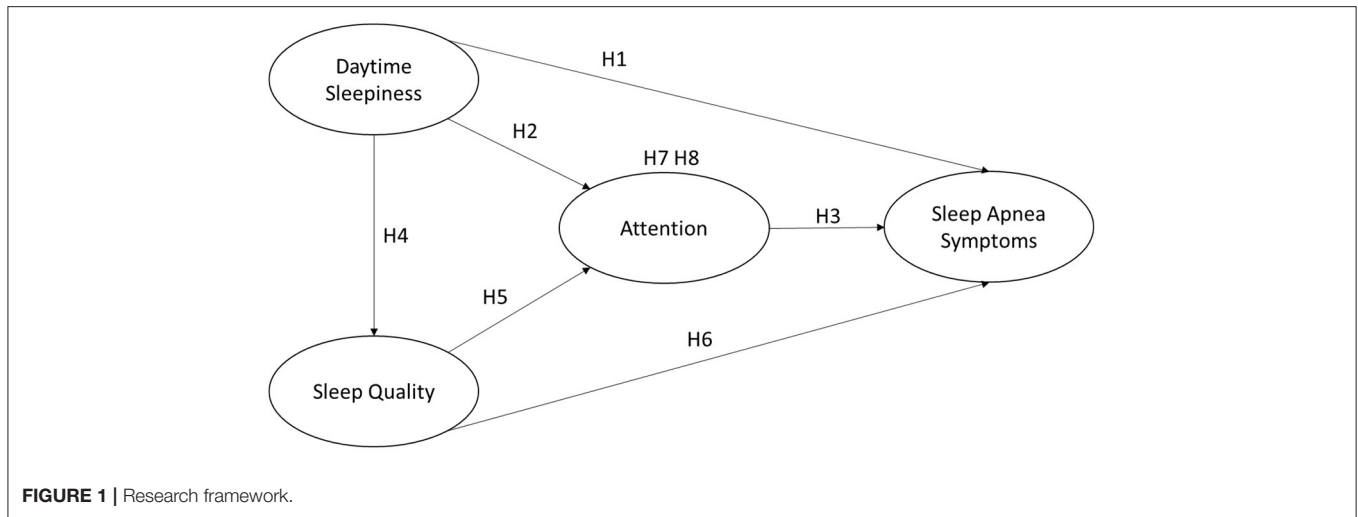 Daytime
Sleepiness
H1
H2
H7 H8
Attention
H3
Sleep Apnea
Symptoms
H4
H5
H6
Sleep Quality
FIGURE 1 | Research framework.